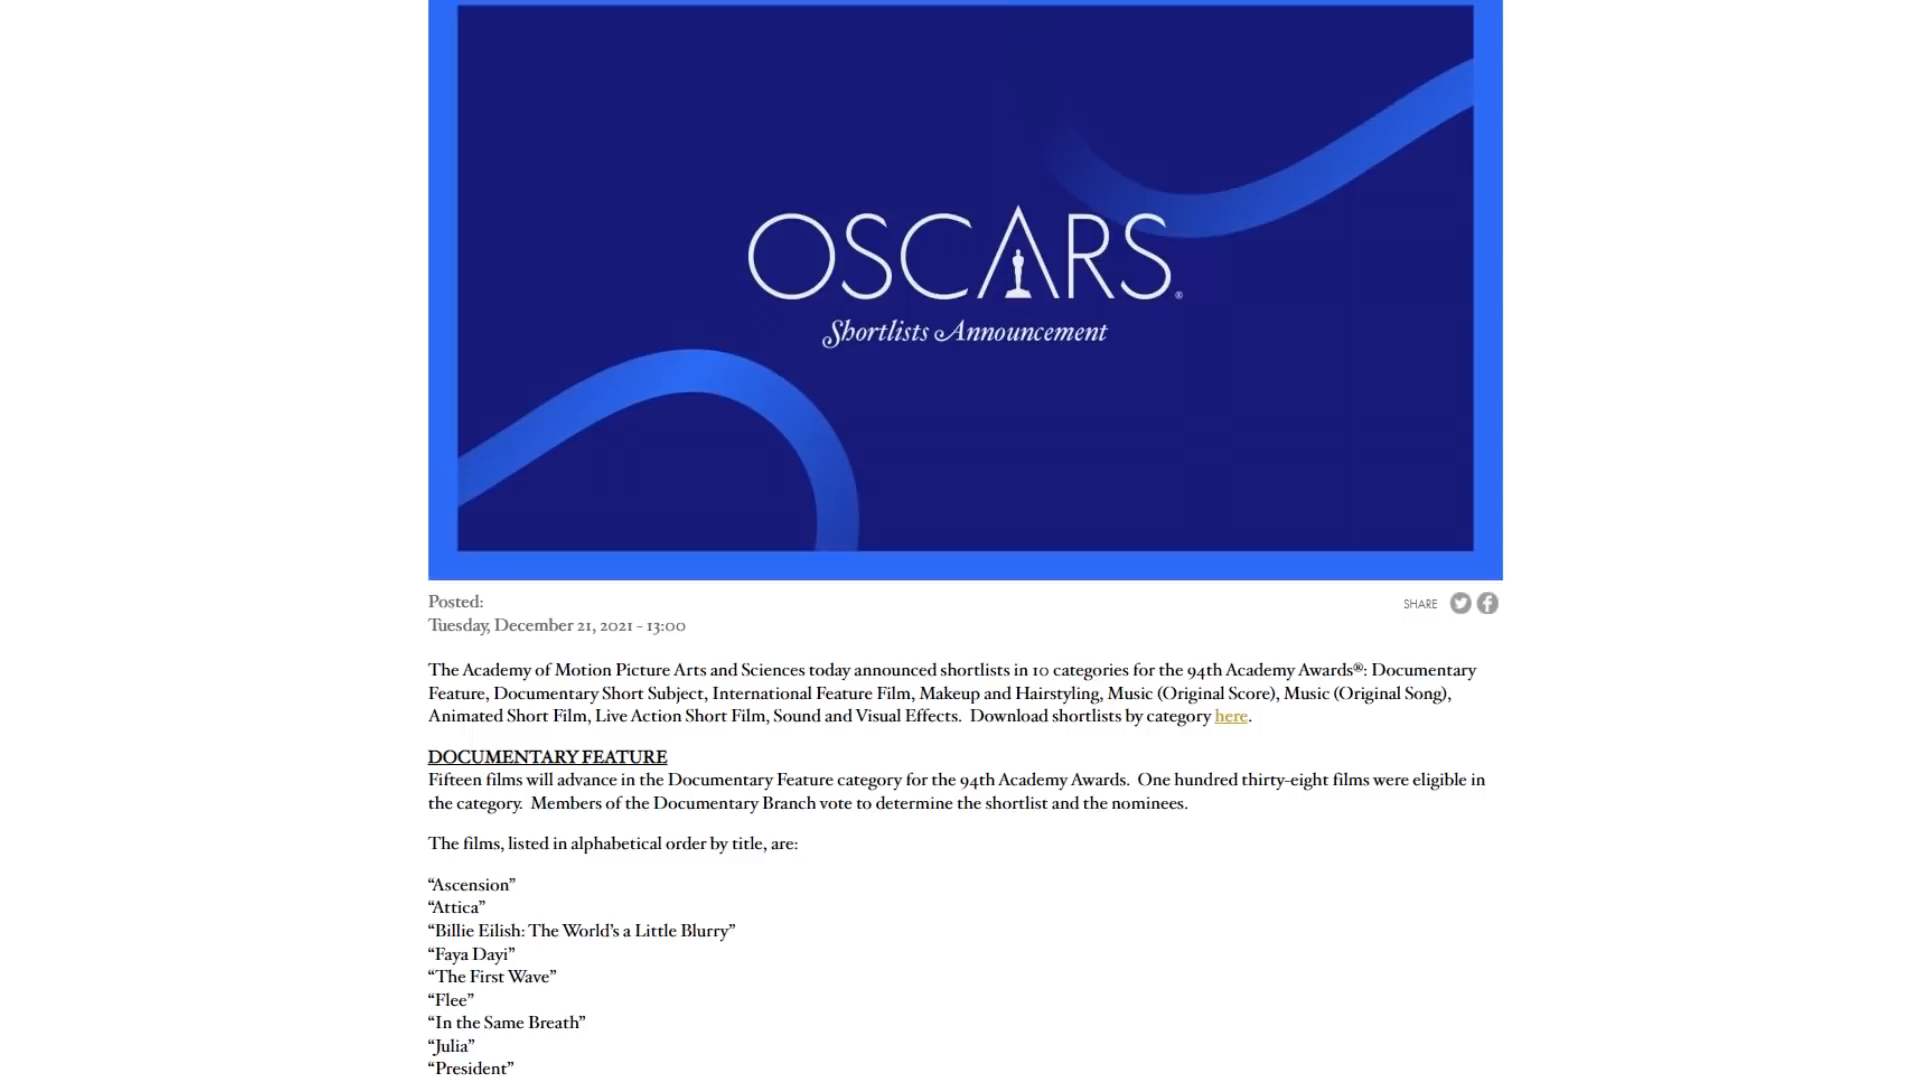 OSCARS®
Shortlists Announcement
Posted:
Tuesday, December 21, 2021 - 13:00
SHARE
The Academy of Motion Picture Arts and Sciences today announced shortlists in 10 categories for the 94th Academy Awards®: Documentary
Feature, Documentary Short Subject, International Feature Film, Makeup and Hairstyling, Music (Original Score), Music (Original Song),
Animated Short Film, Live Action Short Film, Sound and Visual Effects.  Download shortlists by category here.
DOCUMENTARY FEATURE
Fifteen films will advance in the Documentary Feature category for the 94th Academy Awards.  One hundred thirty-eight films were eligible in
the category.  Members of the Documentary Branch vote to determine the shortlist and the nominees.
The films, listed in alphabetical order by title, are:
“Ascension”
“Attica”
“Billie Eilish: The World’s a Little Blurry”
“Faya Dayi”
“The First Wave”
“Flee”
“In the Same Breath”
“Julia”
“President”